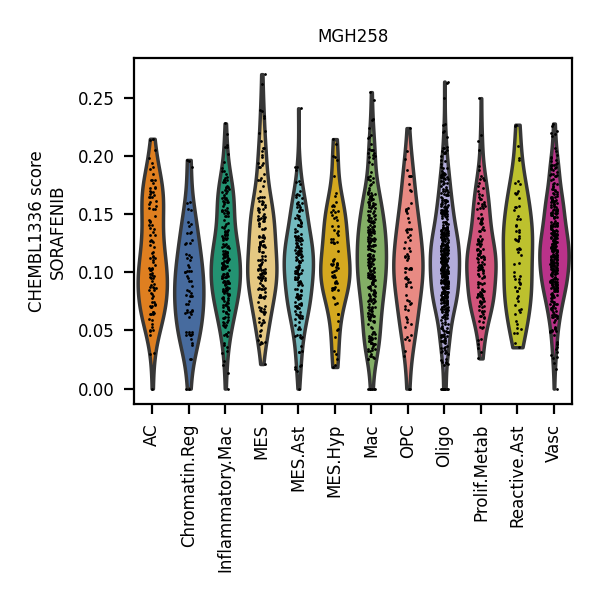 MGH258
CHEMBL1336 score
SORAFENIB
0.25
0.20
0.15
0.10
0.05
0.00
AC
Chromatin.Reg
Inflammatory.Mac
MES
MES.Ast
MES.Hyp
Mac
OPC
Oligo
Prolif.Metab
Reactive.Ast
Vasc